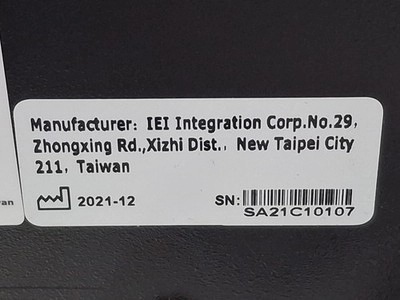 Manufacturer: IEI Integration Corp.No.29,
Zhongxing Rd.,Xizhi Dist., New Taipei City
211, Taiwan
2021-12
SN:
SA21C10107